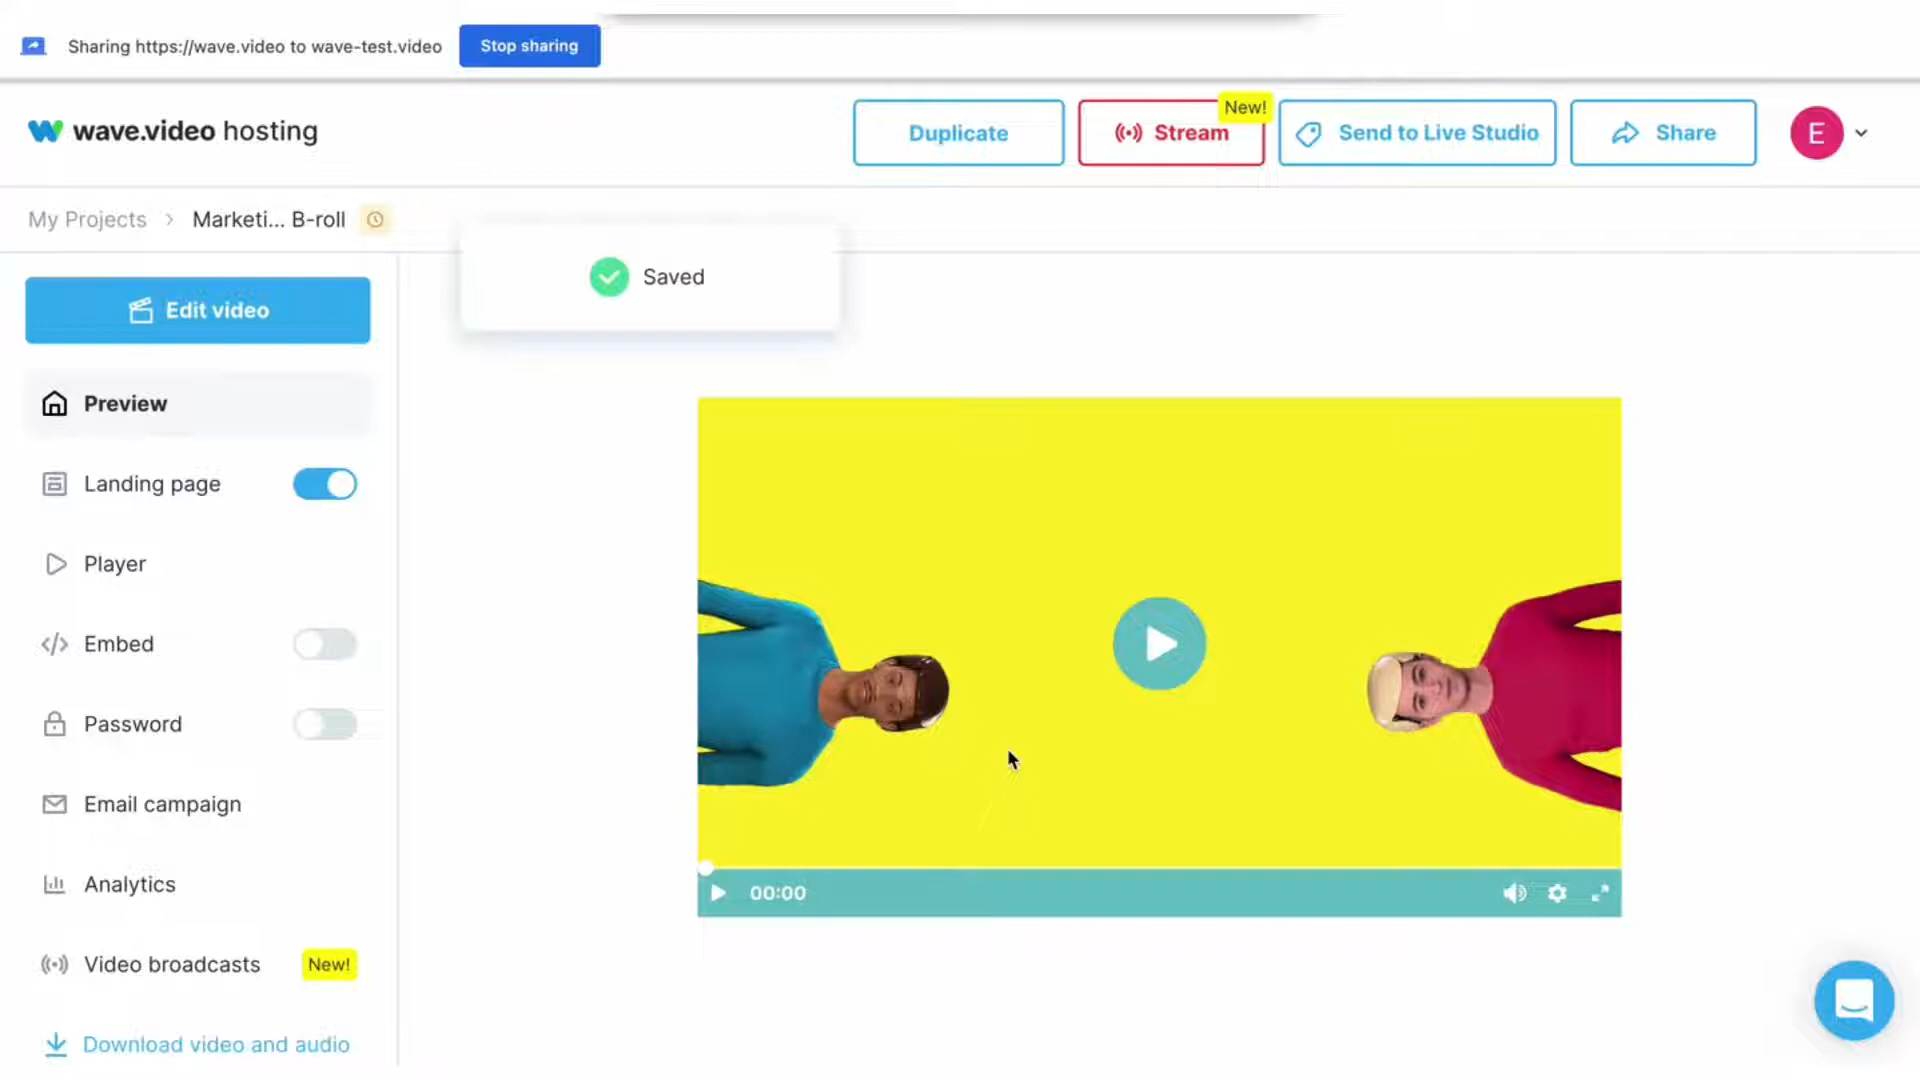 Sharing https://wave.video to wave-test.video
Stop sharing
wave.video hosting
Duplicate
Stream
New!
Send to Live Studio
Share
E
My Projects
Marketi... B-roll
Saved
Edit video
Preview
Landing page
Player
Embed
Password
Email campaign
Analytics
Video broadcasts
New!
Download video and audio
00:00